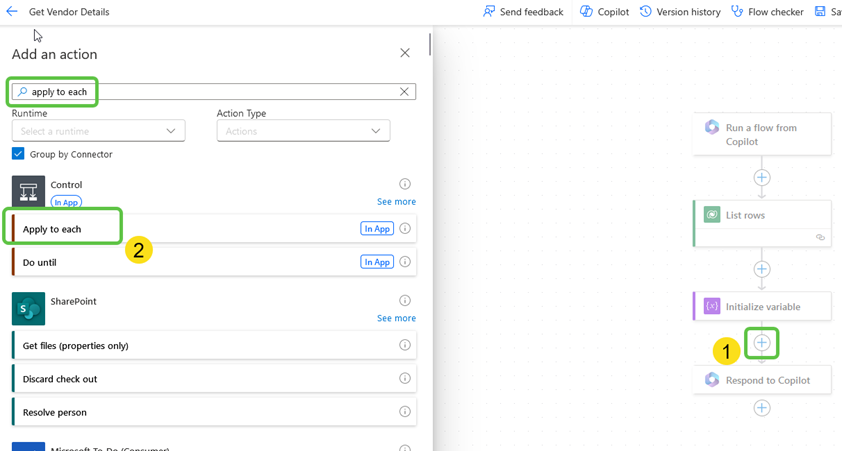 Get Vendor Details
Send feedback
Copilot
Version history
Flow checker
Add an action
apply to each
Runtime
Action Type
Select a runtime
Actions
Group by Connector
Control
In App
See more
Apply to each
In App
2
Do until
In App
SharePoint
See more
Get files (properties only)
Discard check out
Resolve person
Microsoft To-Do (Consumer)
Run a flow from
Copilot
List rows
{x}
Initialize variable
1
Respond to Copilot